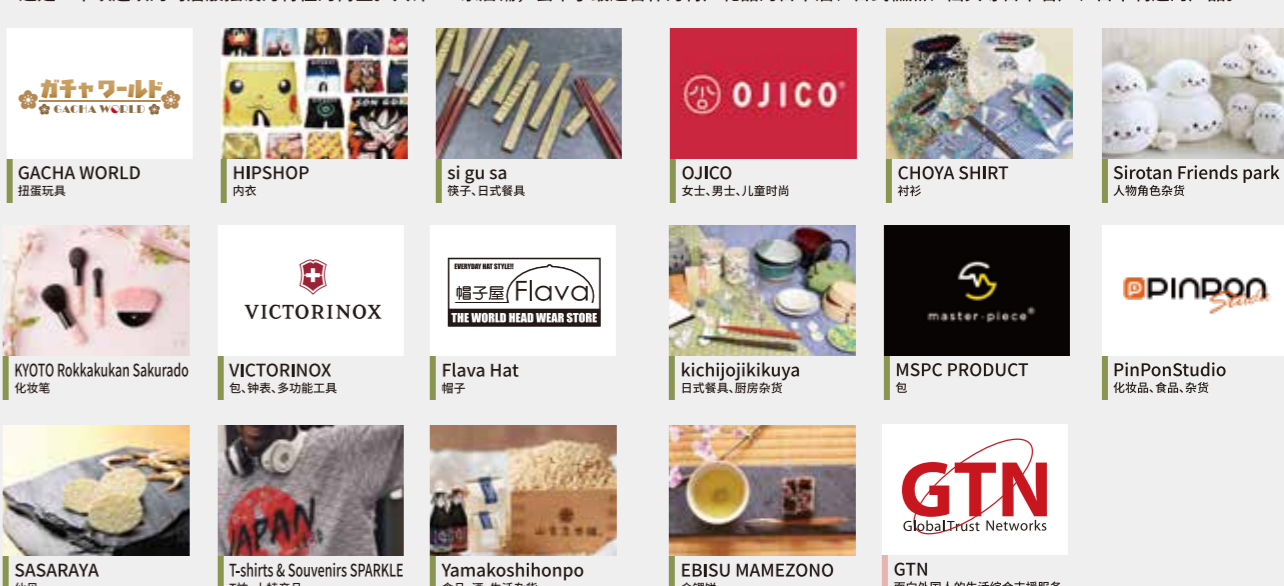 ガチャワールド
GACHA WORLD
OJICO
GACHA WORLD
扭蛋玩具
HIPSHOP
内衣
si gu sa
筷子、日式餐具
OJICO
女士、男士、儿童时尚
CHOYA SHIRT
衬衫
Sirotan Friends park
人物角色杂货
VICTORINOX
EVERYDAY HAT STYLE!!
帽子屋 Flava
THE WORLD HEAD WEAR STORE
master-piece
PINPON
Studio
KYOTO Rokkakukan Sakurado
化妆笔
VICTORINOX
包、钟表、多功能工具
Flava Hat
帽子
kichijojikikuya
日式餐具、厨房杂货
MSPC PRODUCT
包
PinPonStudio
化妆品、食品、杂货
JAPAN
GTN
GlobalTrust Networks
SASARAYA
T-shirts & Souvenirs SPARKLE
Yamakoshihonpo
EBISU MAMEZONO
GTN